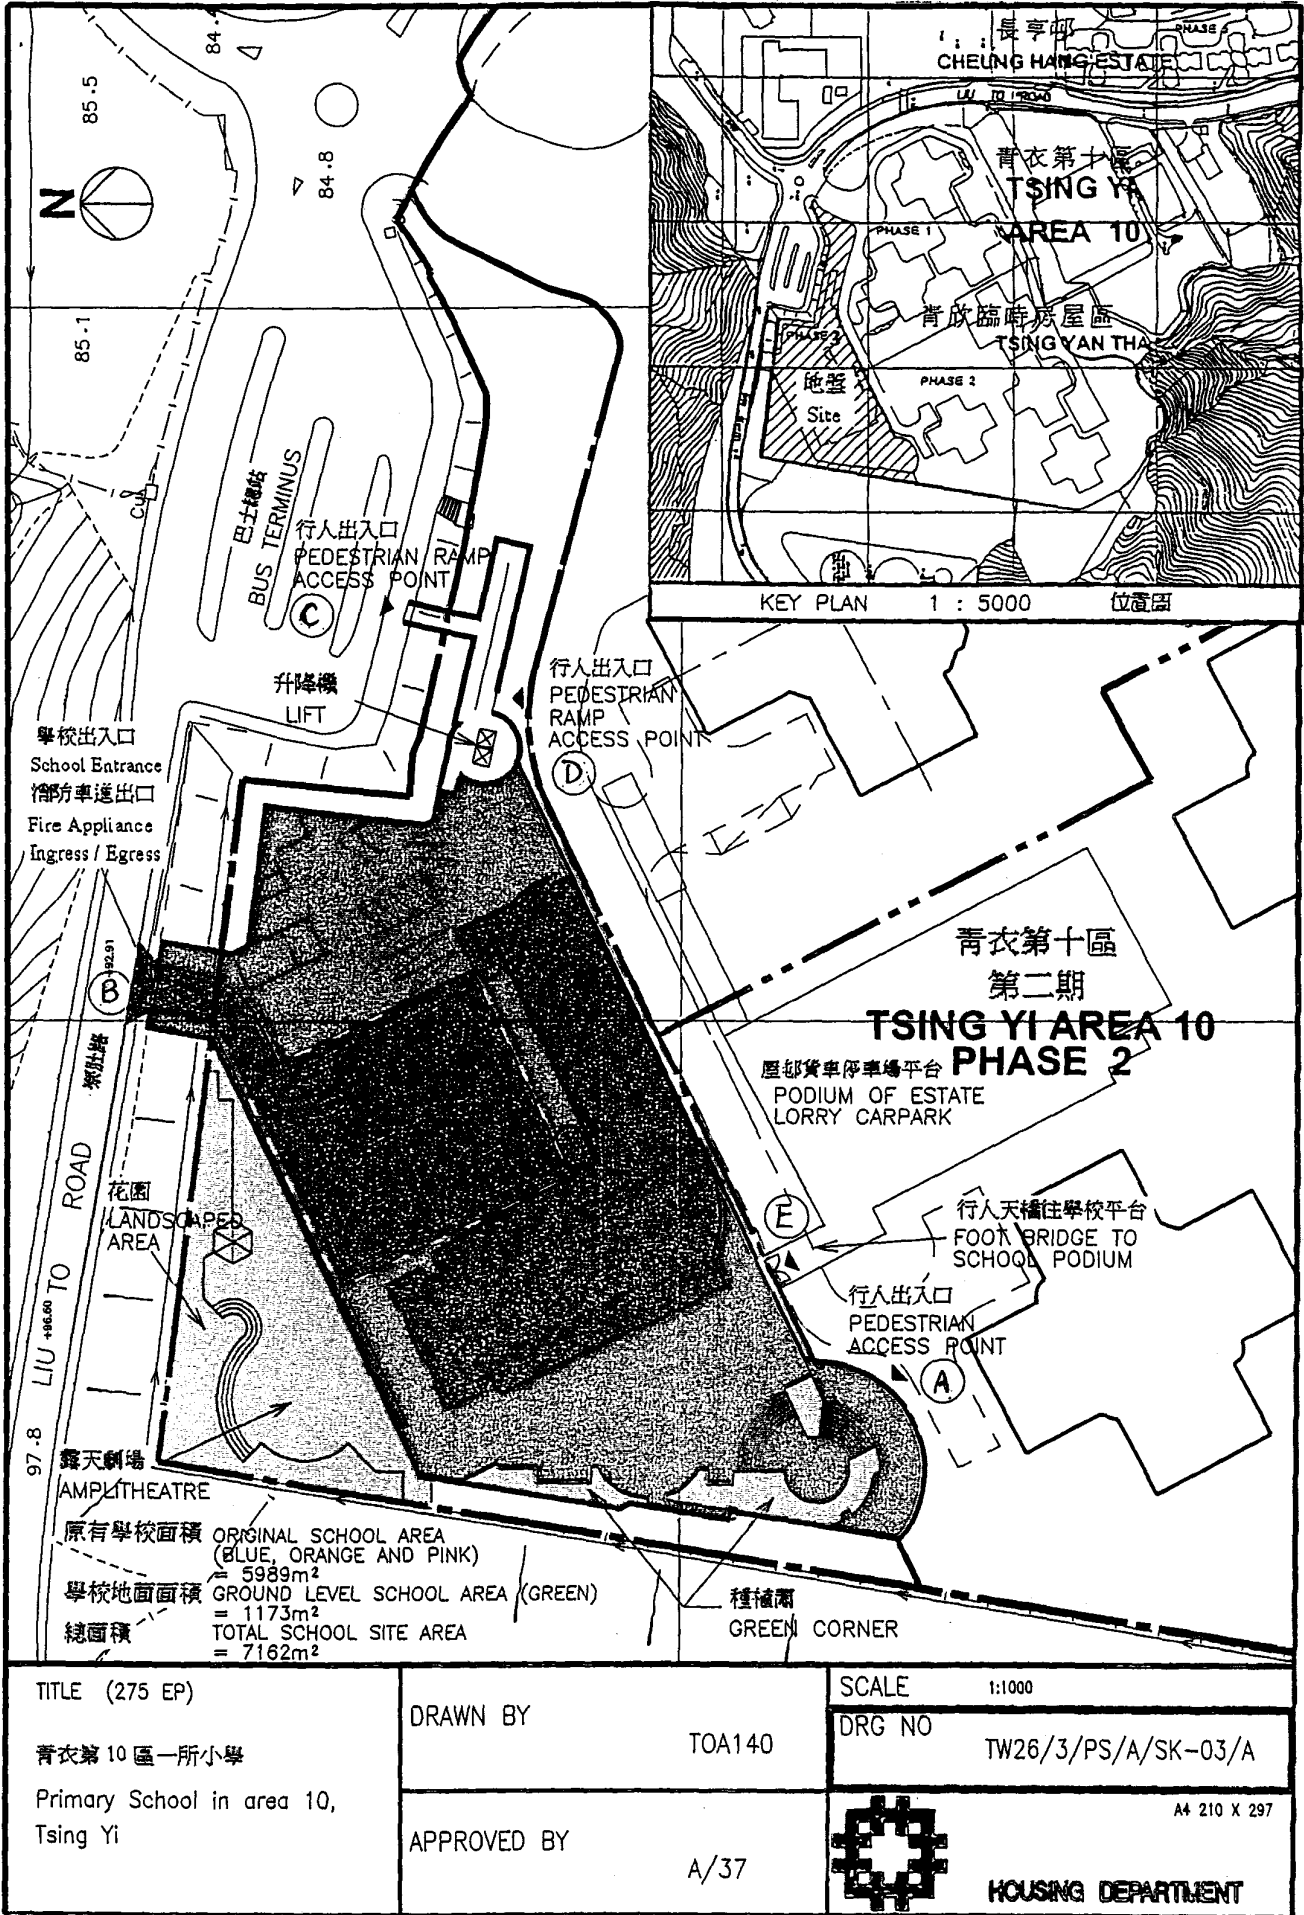 84.
85.5
84.8
N
85.1
巴士總站
BUS TERMINUS
行人出入口
PEDESTRIAN RAMP
ACCESS POINT
C
升降機
LIFT
學校出入口
School Entrance
消防車進出口
Fire Appliance
Ingress / Egress
行人出入口
PEDESTRIAN
RAMP
ACCESS POINT
D
長亨邨
CHEUNG HANG ESTATE
PHASE 5
LIU TO ROAD
青衣第十區
TSING YI
AREA 10
PHASE 1
青欣臨時房屋區
TSING YAN THA
PHASE 3
PHASE 2
地盤
Site
KEY PLAN 1 : 5000 位置圖
+92.91
B
寮肚路
LIU TO ROAD
+96.60
97.8
青衣第十區
第二期
TSING YI AREA 10
PHASE 2
屋邨貨車停車場平台
PODIUM OF ESTATE
LORRY CARPARK
花園
LANDSCAPED
AREA
E
行人天橋往學校平台
FOOT BRIDGE TO
SCHOOL PODIUM
行人出入口
PEDESTRIAN
ACCESS POINT
A
露天劇場
AMPLITHEATRE
原有學校面積 ORIGINAL SCHOOL AREA
(BLUE, ORANGE AND PINK)
= 5989m²
學校地面面積 GROUND LEVEL SCHOOL AREA (GREEN)
= 1173m²
總面積 TOTAL SCHOOL SITE AREA
= 7162m²
種植園
GREEN CORNER
TITLE (275 EP)
青衣第 10 區一所小學
Primary School in area 10,
Tsing Yi
DRAWN BY
TOA140
APPROVED BY
A/37
SCALE 1:1000
DRG NO
TW26/3/PS/A/SK-03/A
A4 210 X 297
HOUSING DEPARTMENT